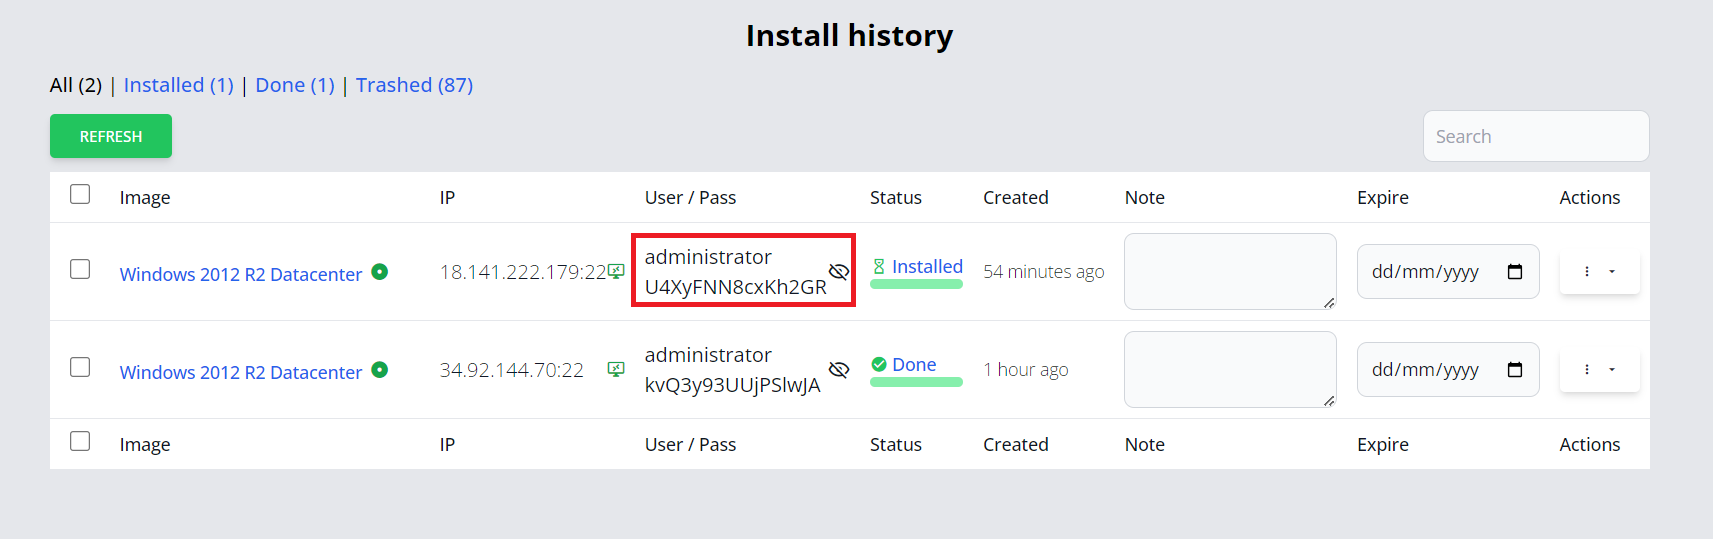 Install history
All (2) | Installed (1) | Done (1) | Trashed (87)
REFRESH
Search
Image IP User / Pass Status Created Note Expire Actions
Windows 2012 R2 Datacenter 18.141.222.179:22 administrator Installed 54 minutes ago dd/mm/yyyy
U4XyFNN8cxKh2GR
Windows 2012 R2 Datacenter 34.92.144.70:22 administrator Done 1 hour ago dd/mm/yyyy
kvQ3y93UUjPSlwJA
Image IP User / Pass Status Created Note Expire Actions